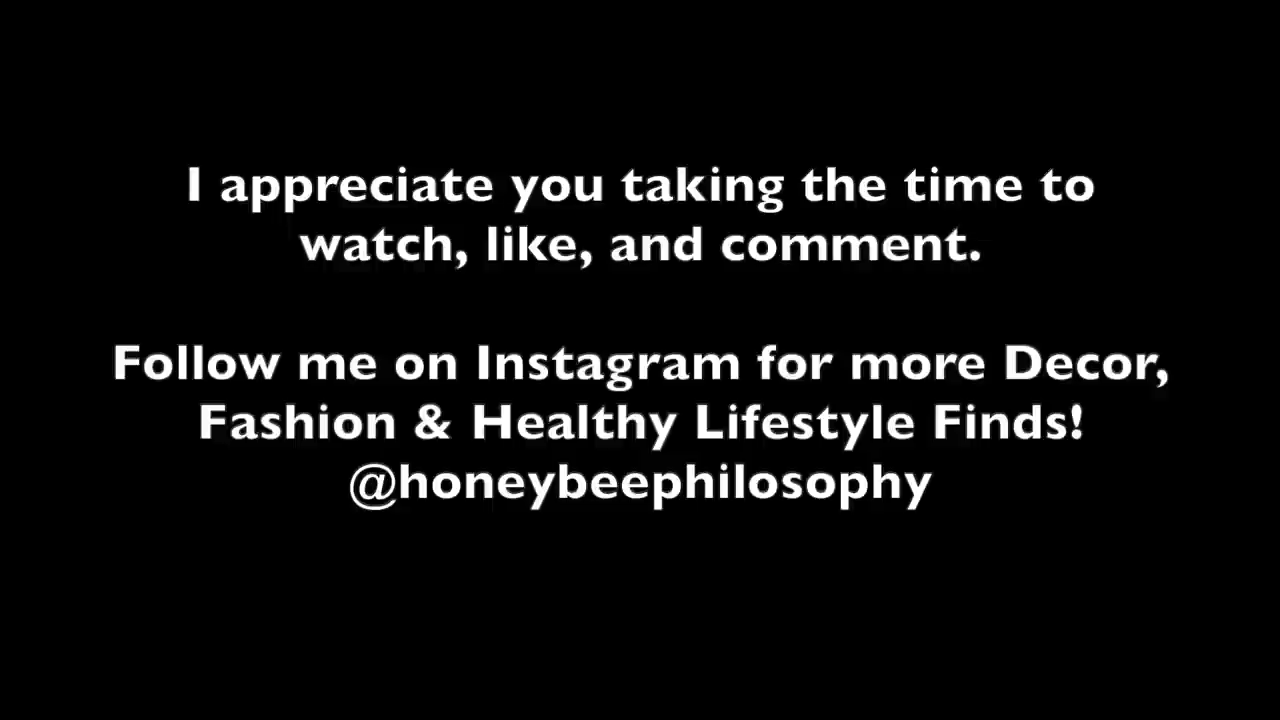 I appreciate you taking the time to
watch, like, and comment.
Follow me on Instagram for more Decor,
Fashion & Healthy Lifestyle Finds!
@honeybeephilosophy